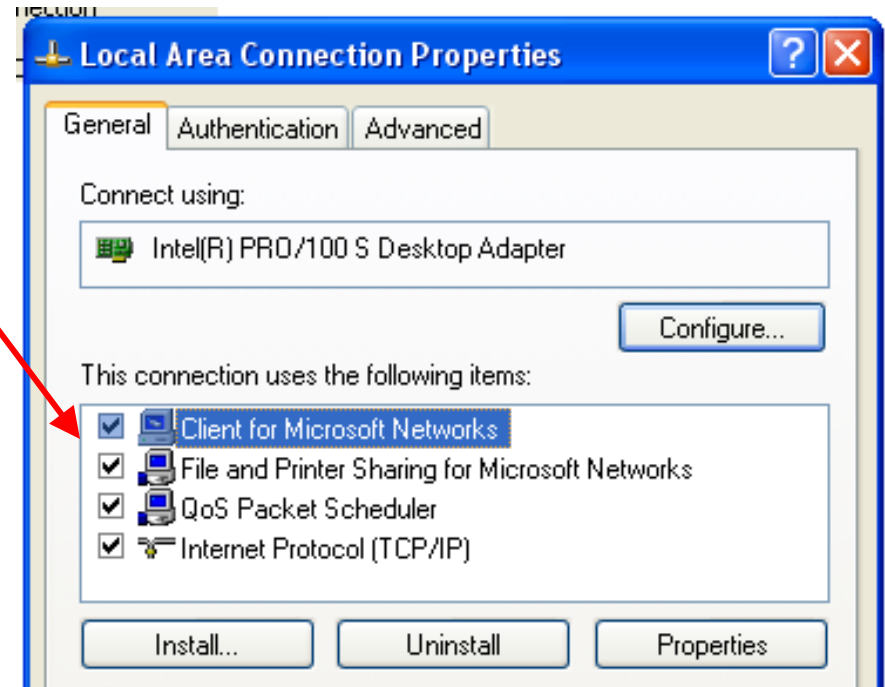 nection
Local Area Connection Properties
General Authentication Advanced
Connect using:
Intel(R) PRO/100 S Desktop Adapter
Configure...
This connection uses the following items:
Client for Microsoft Networks
File and Printer Sharing for Microsoft Networks
QoS Packet Scheduler
Internet Protocol (TCP/IP)
Install... Uninstall Properties